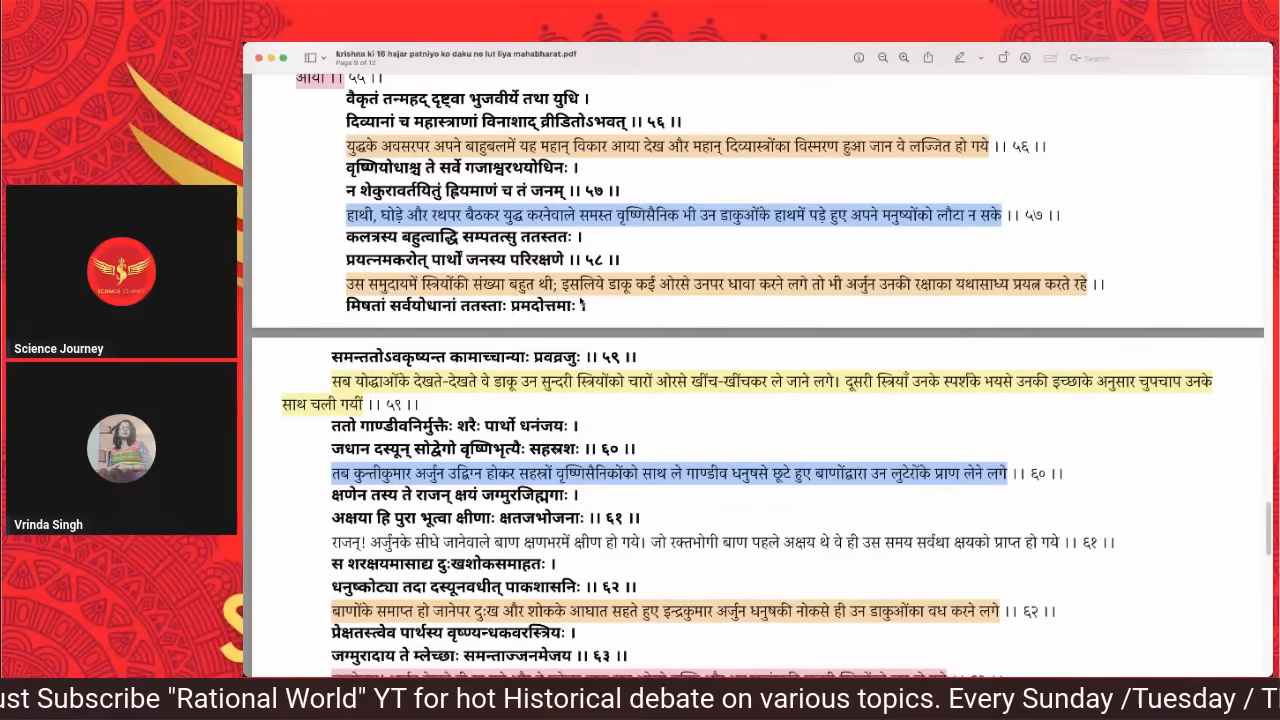 krishna ki 16 hajar patniyo ko daku ne lut liya mahabharat.pdf
Page 9 of 12
Search
आया ।। ५५ ।।
वैकृतं तन्महद् दृष्ट्वा भुजवीर्ये तथा युधि ।
दिव्यानां च महास्त्राणां विनाशाद् व्रीडितोऽभवत् ।। ५६ ।।
युद्धके अवसरपर अपने बाहुबलमें यह महान् विकार आया देख और महान् दिव्यास्त्रोंका विस्मरण हुआ जान वे लज्जित हो गये ।। ५६ ।।
वृष्णियोधाश्च ते सर्वे गजाश्वरथयोधिनः ।
न शेकुरावर्तयितुं ह्रियमाणं च तं जनम् ।। ५७ ।।
हाथी, घोड़े और रथपर बैठकर युद्ध करनेवाले समस्त वृष्णिसैनिक भी उन डाकुओंके हाथमें पड़े हुए अपने मनुष्योंको लौटा न सके ।। ५७ ।।
कलत्रस्य बहुत्वाद्धि सम्पतत्सु ततस्ततः ।
प्रयत्नमकरोत् पार्थों जनस्य परिरक्षणे ।। ५८ ।।
उस समुदायमें स्त्रियोंकी संख्या बहुत थी; इसलिये डाकू कई ओरसे उनपर धावा करने लगे तो भी अर्जुन उनकी रक्षाका यथासाध्य प्रयत्न करते रहे ।।
मिषतां सर्वयोधानां ततस्ताः प्रमदोत्तमाः ।
समन्ततोऽवकृष्यन्त कामाच्चान्याः प्रवव्रजुः ।। ५९ ।।
सब योद्धाओंके देखते-देखते वे डाकू उन सुन्दरी स्त्रियोंको चारों ओरसे खींच-खींचकर ले जाने लगे। दूसरी स्त्रियाँ उनके स्पर्शके भयसे उनकी इच्छाके अनुसार चुपचाप उनके
साथ चली गयीं ।। ५९ ।।
ततो गाण्डीवनिर्मुक्तैः शरैः पार्थो धनंजयः ।
जधान दस्यून् सोद्वेगो वृष्णिभृत्यैः सहस्रशः ।। ६० ।।
तब कुन्तीकुमार अर्जुन उद्विग्न होकर सहस्रों वृष्णिसैनिकोंको साथ ले गाण्डीव धनुषसे छूटे हुए बाणोंद्वारा उन लुटेरोंके प्राण लेने लगे ।। ६० ।।
क्षणेन तस्य ते राजन् क्षयं जग्मुरजिह्मगाः ।
अक्षया हि पुरा भूत्वा क्षीणाः क्षतजभोजनाः ।। ६१ ।।
राजन्! अर्जुनके सीधे जानेवाले बाण क्षणभरमें क्षीण हो गये। जो रक्तभोगी बाण पहले अक्षय थे वे ही उस समय सर्वथा क्षयको प्राप्त हो गये ।। ६१ ।।
स शरक्षयमासाद्य दुःखशोकसमाहतः ।
धनुष्कोट्या तदा दस्यूनवधीत् पाकशासनिः ।। ६२ ।।
बाणोंके समाप्त हो जानेपर दुःख और शोकके आघात सहते हुए इन्द्रकुमार अर्जुन धनुषकी नोकसे ही उन डाकुओंका वध करने लगे ।। ६२ ।।
प्रेक्षतस्त्वेव पार्थस्य वृष्ण्यन्धकवरस्त्रियः ।
जग्मुरादाय ते म्लेच्छाः समन्ताज्जनमेजय ।। ६३ ।।
SCIENCE JOURNEY
Science Journey
Vrinda Singh
ust Subscribe "Rational World" YT for hot Historical debate on various topics. Every Sunday /Tuesday / T